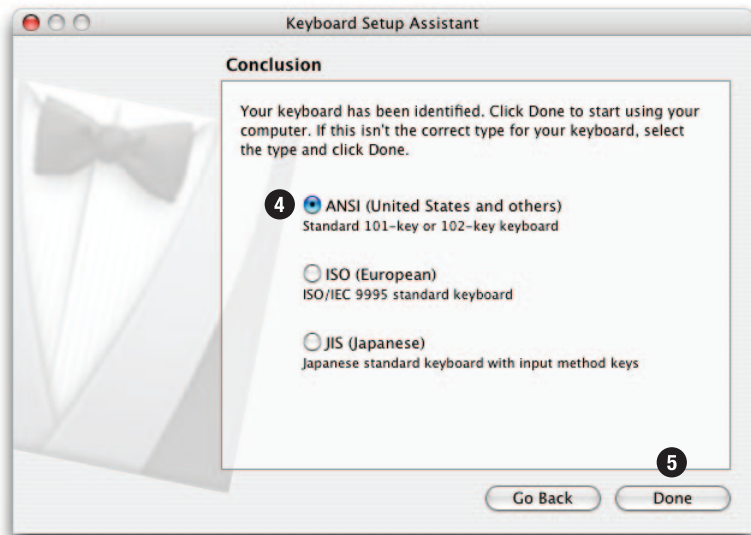 Keyboard Setup Assistant
Conclusion
Your keyboard has been identified. Click Done to start using your
computer. If this isn't the correct type for your keyboard, select
the type and click Done.
4 ANSI (United States and others)
Standard 101-key or 102-key keyboard
ISO (European)
ISO/IEC 9995 standard keyboard
JIS (Japanese)
Japanese standard keyboard with input method keys
5
Go Back Done